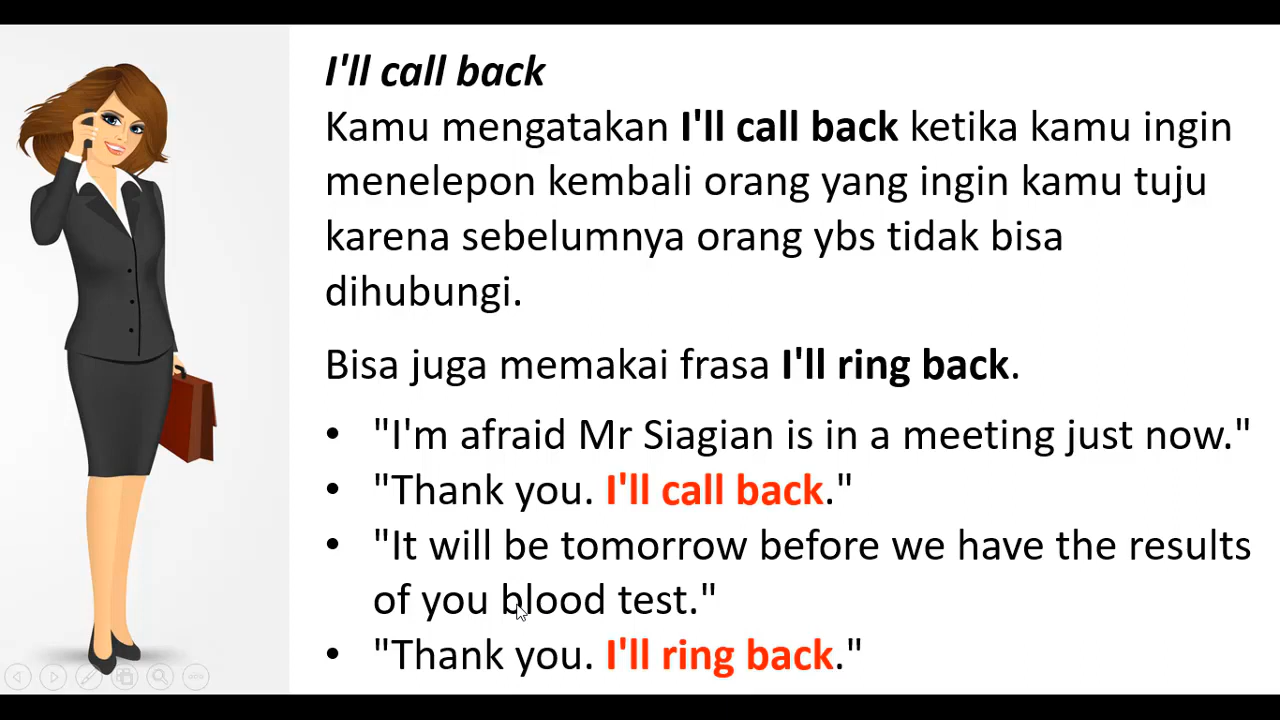 I'll call back
Kamu mengatakan I'll call back ketika kamu ingin
menelepon kembali orang yang ingin kamu tuju
karena sebelumnya orang ybs tidak bisa
dihubungi.
Bisa juga memakai frasa I'll ring back.
• "I'm afraid Mr Siagian is in a meeting just now."
• "Thank you. I'll call back."
• "It will be tomorrow before we have the results
of you blood test."
• "Thank you. I'll ring back."